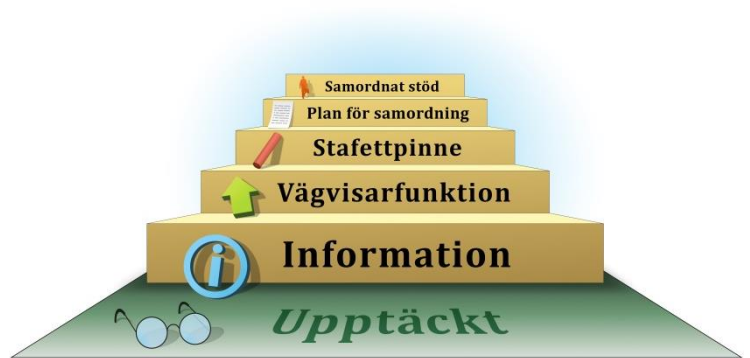 Samordnat stöd
Plan för samordning
Stafettpinne
Vägvisarfunktion
Information
Upptäckt